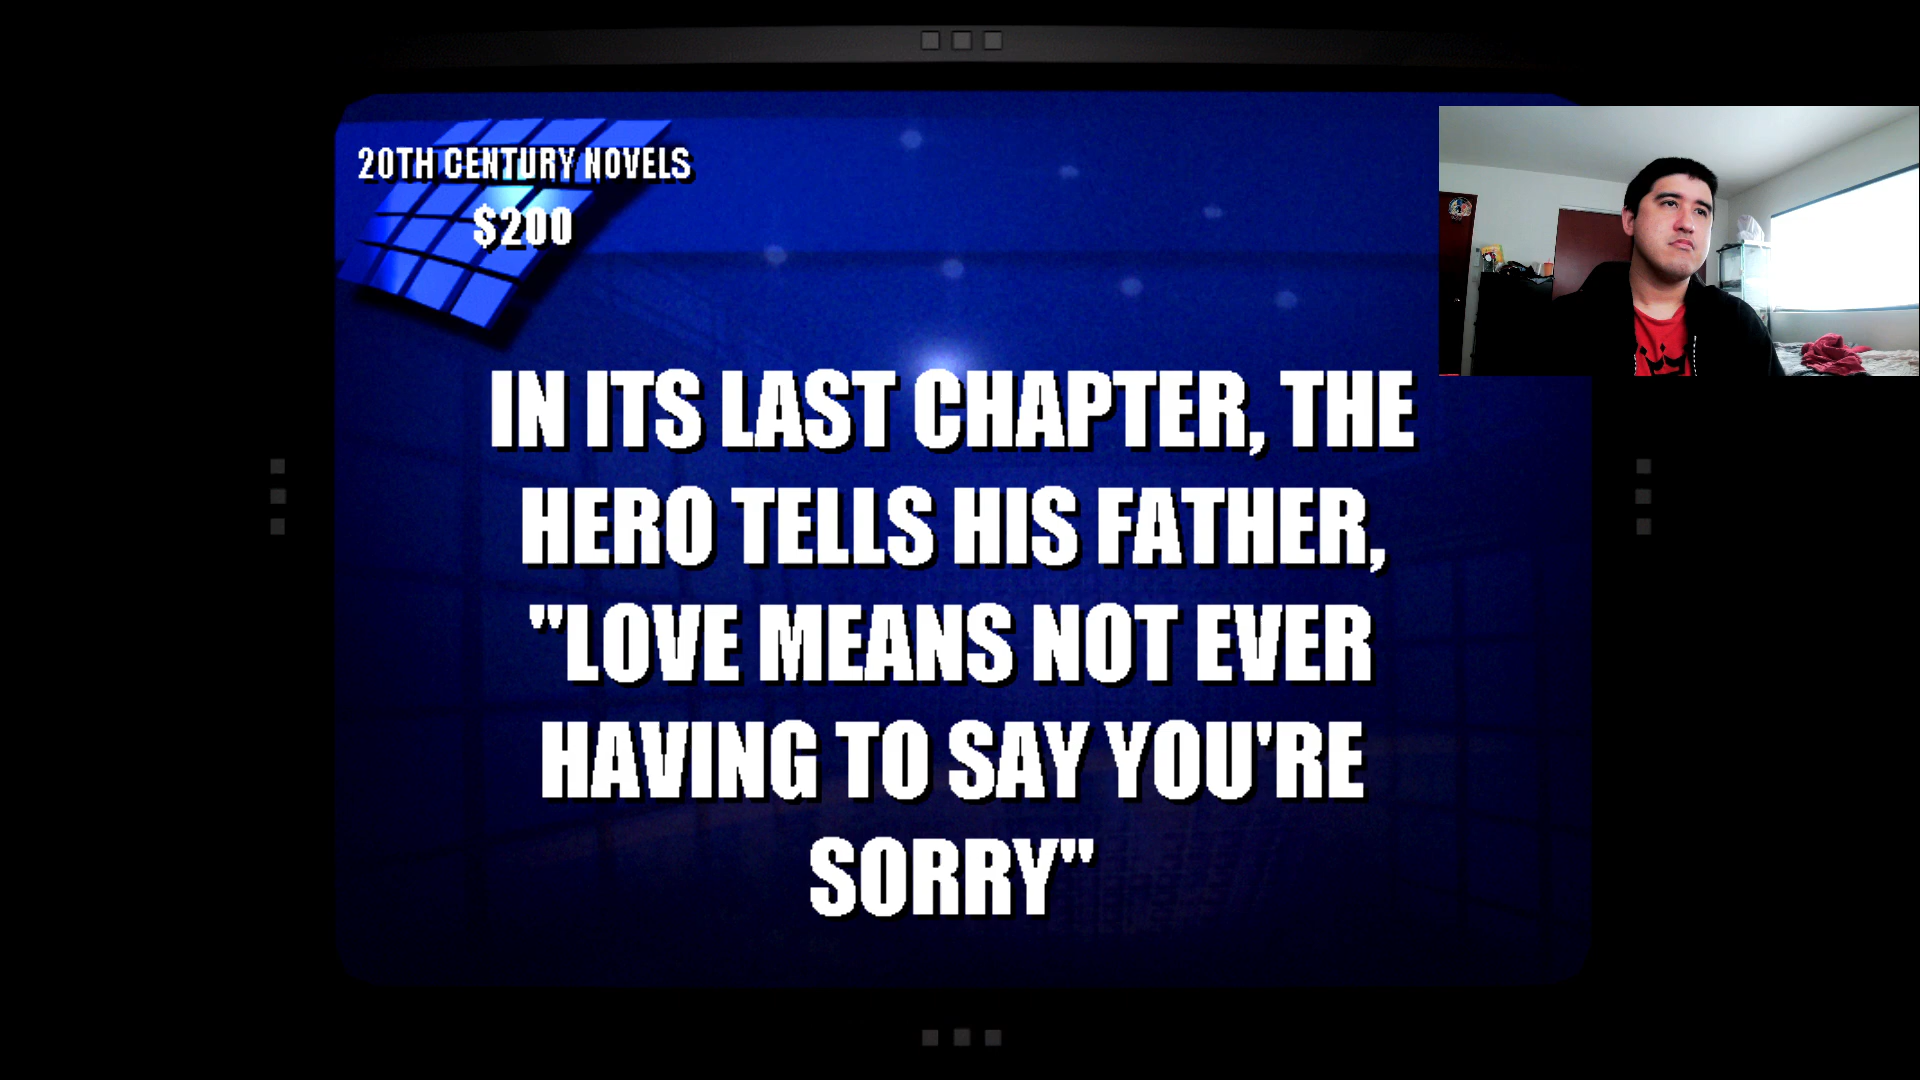 20TH CENTURY NOVELS
$200
IN ITS LAST CHAPTER, THE
HERO TELLS HIS FATHER,
"LOVE MEANS NOT EVER
HAVING TO SAY YOU'RE
SORRY"